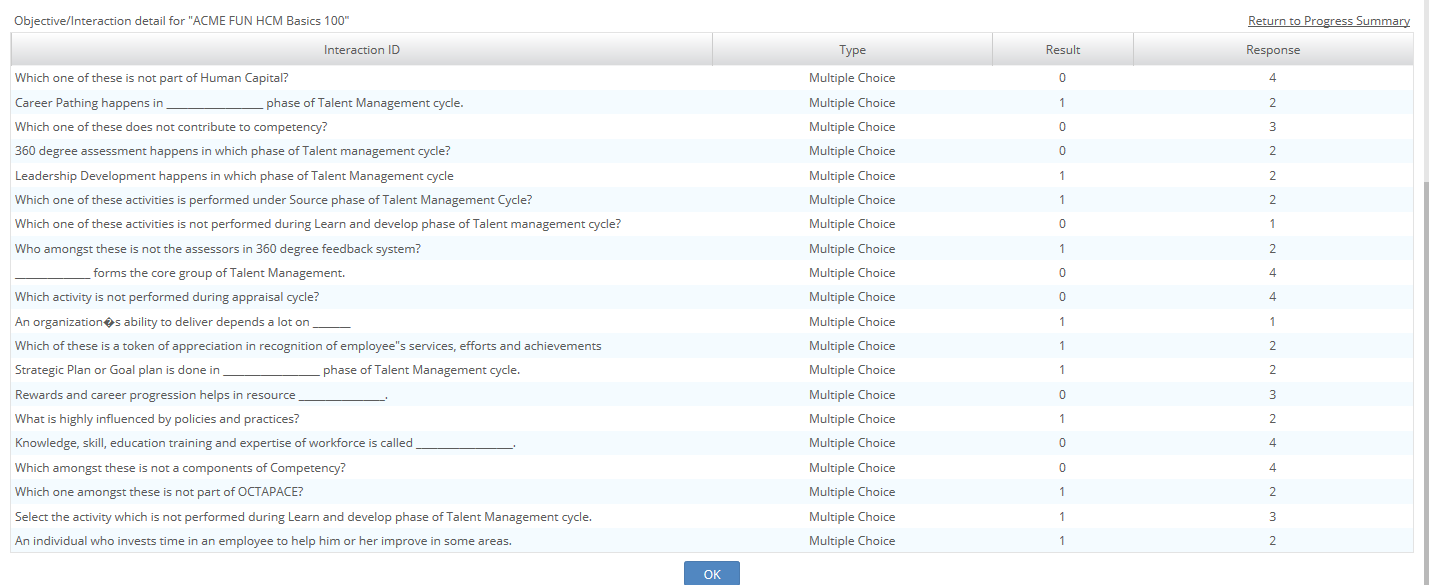 Objective/Interaction detail for "ACME FUN HCM Basics 100" Return to Progress Summary
Interaction ID Type Result Response
Which one of these is not part of Human Capital? Multiple Choice 0 4
Career Pathing happens in _________________ phase of Talent Management cycle. Multiple Choice 1 2
Which one of these does not contribute to competency? Multiple Choice 0 3
360 degree assessment happens in which phase of Talent management cycle? Multiple Choice 0 2
Leadership Development happens in which phase of Talent Management cycle Multiple Choice 1 2
Which one of these activities is performed under Source phase of Talent Management Cycle? Multiple Choice 1 2
Which one of these activities is not performed during Learn and develop phase of Talent management cycle? Multiple Choice 0 1
Who amongst these is not the assessors in 360 degree feedback system? Multiple Choice 1 2
_____________ forms the core group of Talent Management. Multiple Choice 0 4
Which activity is not performed during appraisal cycle? Multiple Choice 0 4
An organization�s ability to deliver depends a lot on _______ Multiple Choice 1 1
Which of these is a token of appreciation in recognition of employee"s services, efforts and achievements Multiple Choice 1 2
Strategic Plan or Goal plan is done in _________________ phase of Talent Management cycle. Multiple Choice 1 2
Rewards and career progression helps in resource _______________. Multiple Choice 0 3
What is highly influenced by policies and practices? Multiple Choice 1 2
Knowledge, skill, education training and expertise of workforce is called _________________. Multiple Choice 0 4
Which amongst these is not a components of Competency? Multiple Choice 0 4
Which one amongst these is not part of OCTAPACE? Multiple Choice 1 2
Select the activity which is not performed during Learn and develop phase of Talent Management cycle. Multiple Choice 1 3
An individual who invests time in an employee to help him or her improve in some areas. Multiple Choice 1 2
OK